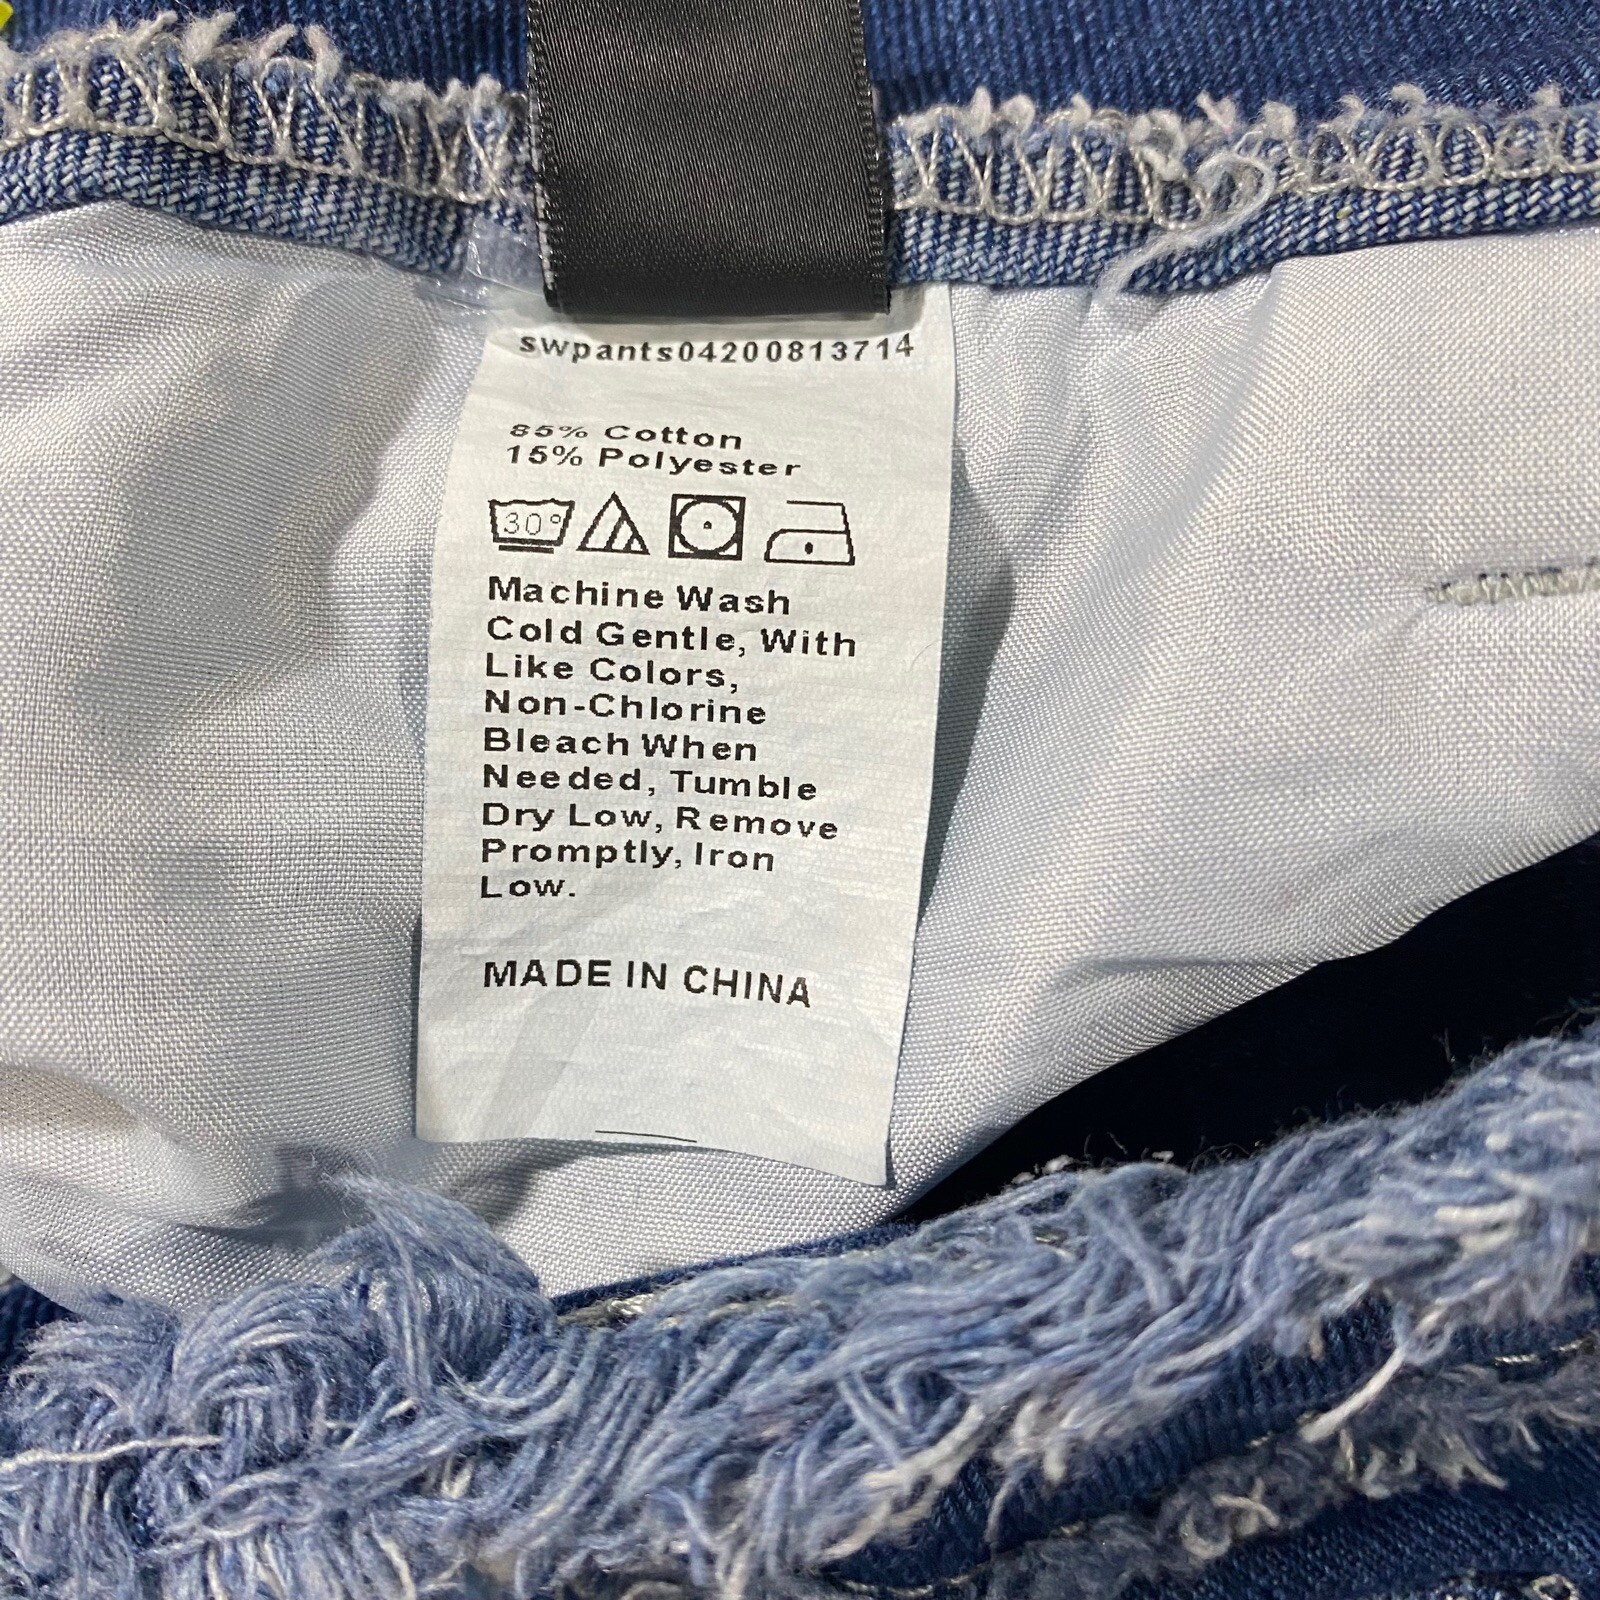 swpants04200813714
85% Cotton
15% Polyester
30°
Machine Wash
Cold Gentle, With
Like Colors,
Non-Chlorine
Bleach When
Needed, Tumble
Dry Low, Remove
Promptly, Iron
Low.
MADE IN CHINA